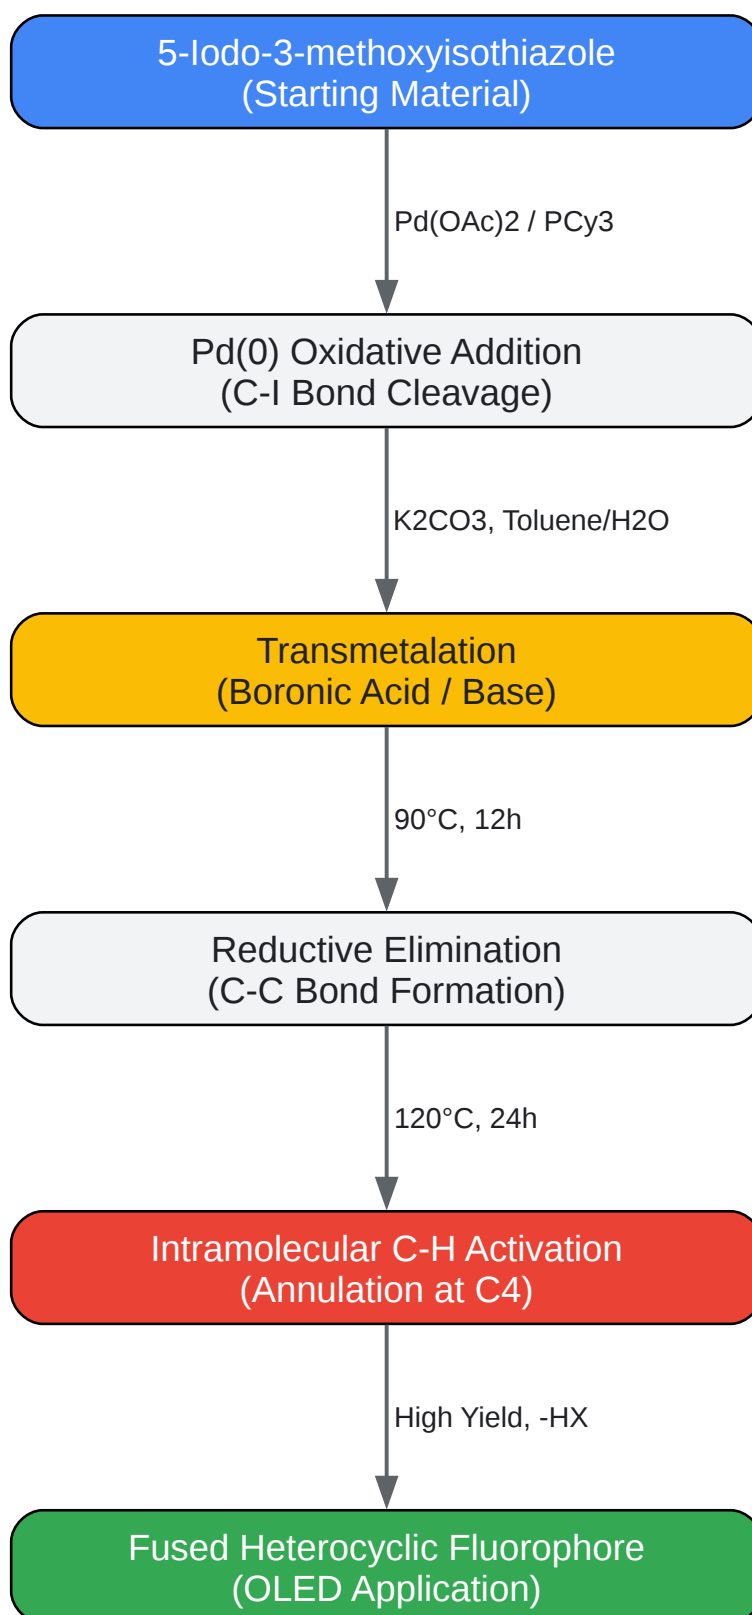 5-Iodo-3-methoxyisothiazole
(Starting Material)
Pd(OAc)2 / PCy3
Pd(0) Oxidative Addition
(C-I Bond Cleavage)
K2CO3, Toluene/H2O
Transmetalation
(Boronic Acid / Base)
90°C, 12h
Reductive Elimination
(C-C Bond Formation)
120°C, 24h
Intramolecular C-H Activation
(Annulation at C4)
High Yield, -HX
Fused Heterocyclic Fluorophore
(OLED Application)